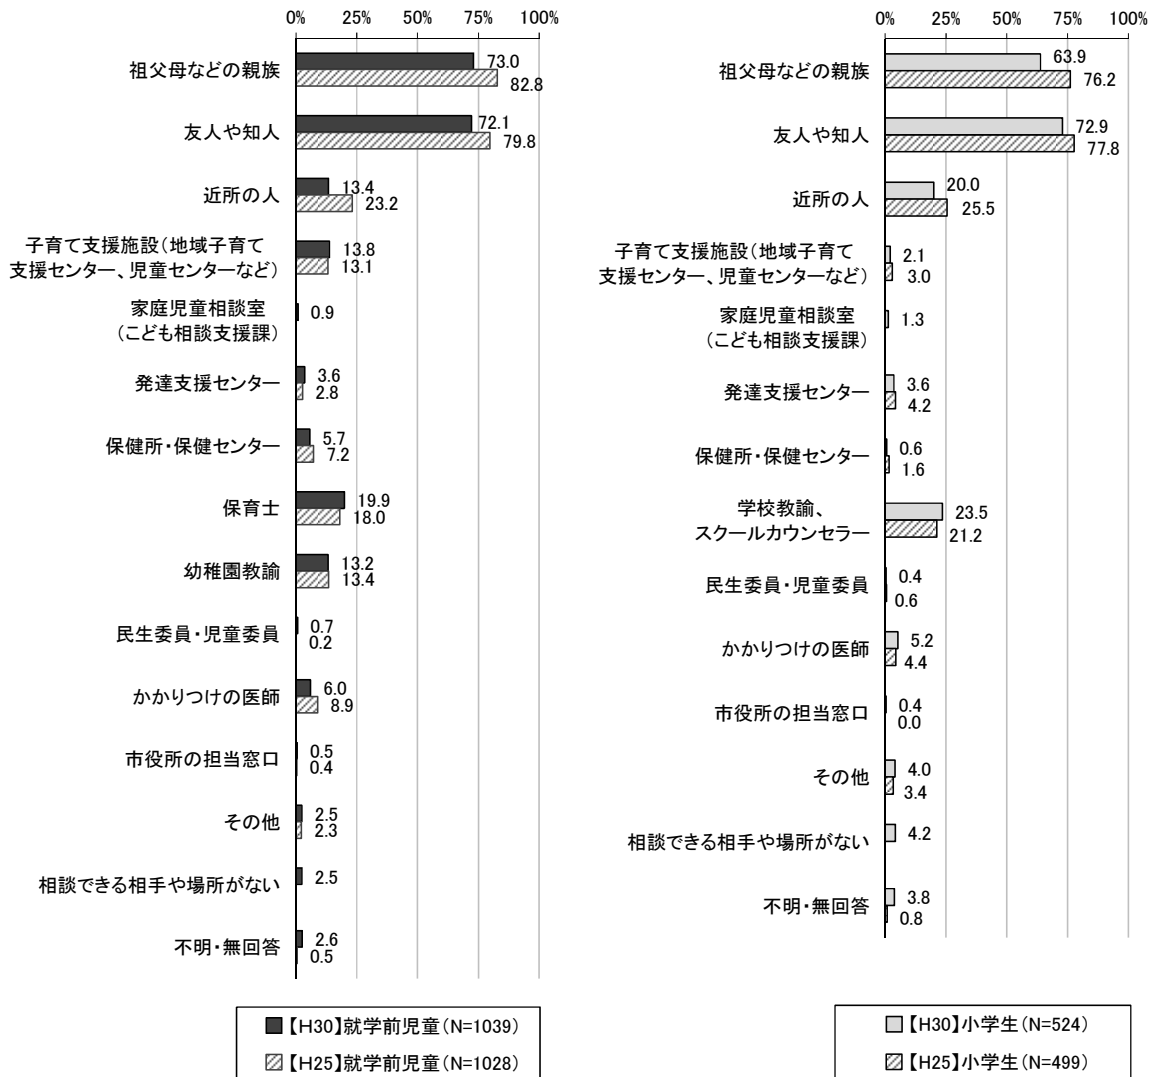 0% 25% 50% 75% 100%
祖父母などの親族 73.0 82.8
友人や知人 72.1 79.8
近所の人 13.4 23.2
子育て支援施設（地域子育て
支援センター、児童センターなど） 13.8 13.1
家庭児童相談室
（こども相談支援課） 0.9
発達支援センター 3.6 2.8
保健所・保健センター 5.7 7.2
保育士 19.9 18.0
幼稚園教諭 13.2 13.4
民生委員・児童委員 0.7 0.2
かかりつけの医師 6.0 8.9
市役所の担当窓口 0.5 0.4
その他 2.5 2.3
相談できる相手や場所がない 2.5
不明・無回答 2.6 0.5
【H30】就学前児童（N=1039）
【H25】就学前児童（N=1028）
0% 25% 50% 75% 100%
祖父母などの親族 63.9 76.2
友人や知人 72.9 77.8
近所の人 20.0 25.5
子育て支援施設（地域子育て
支援センター、児童センターなど） 2.1 3.0
家庭児童相談室
（こども相談支援課） 1.3
発達支援センター 3.6 4.2
保健所・保健センター 0.6 1.6
学校教諭、
スクールカウンセラー 23.5 21.2
民生委員・児童委員 0.4 0.6
かかりつけの医師 5.2 4.4
市役所の担当窓口 0.4 0.0
その他 4.0 3.4
相談できる相手や場所がない 4.2
不明・無回答 3.8 0.8
【H30】小学生（N=524）
【H25】小学生（N=499）